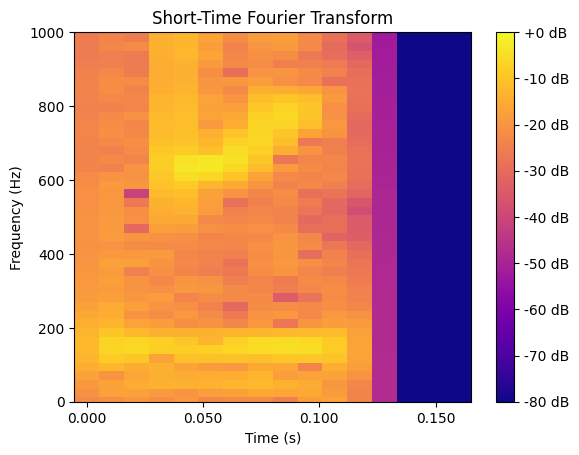 Short-Time Fourier Transform
1000
800
600
400
200
0
Frequency (Hz)
0.000
0.050
0.100
0.150
Time (s)
+0 dB
-10 dB
-20 dB
-30 dB
-40 dB
-50 dB
-60 dB
-70 dB
-80 dB